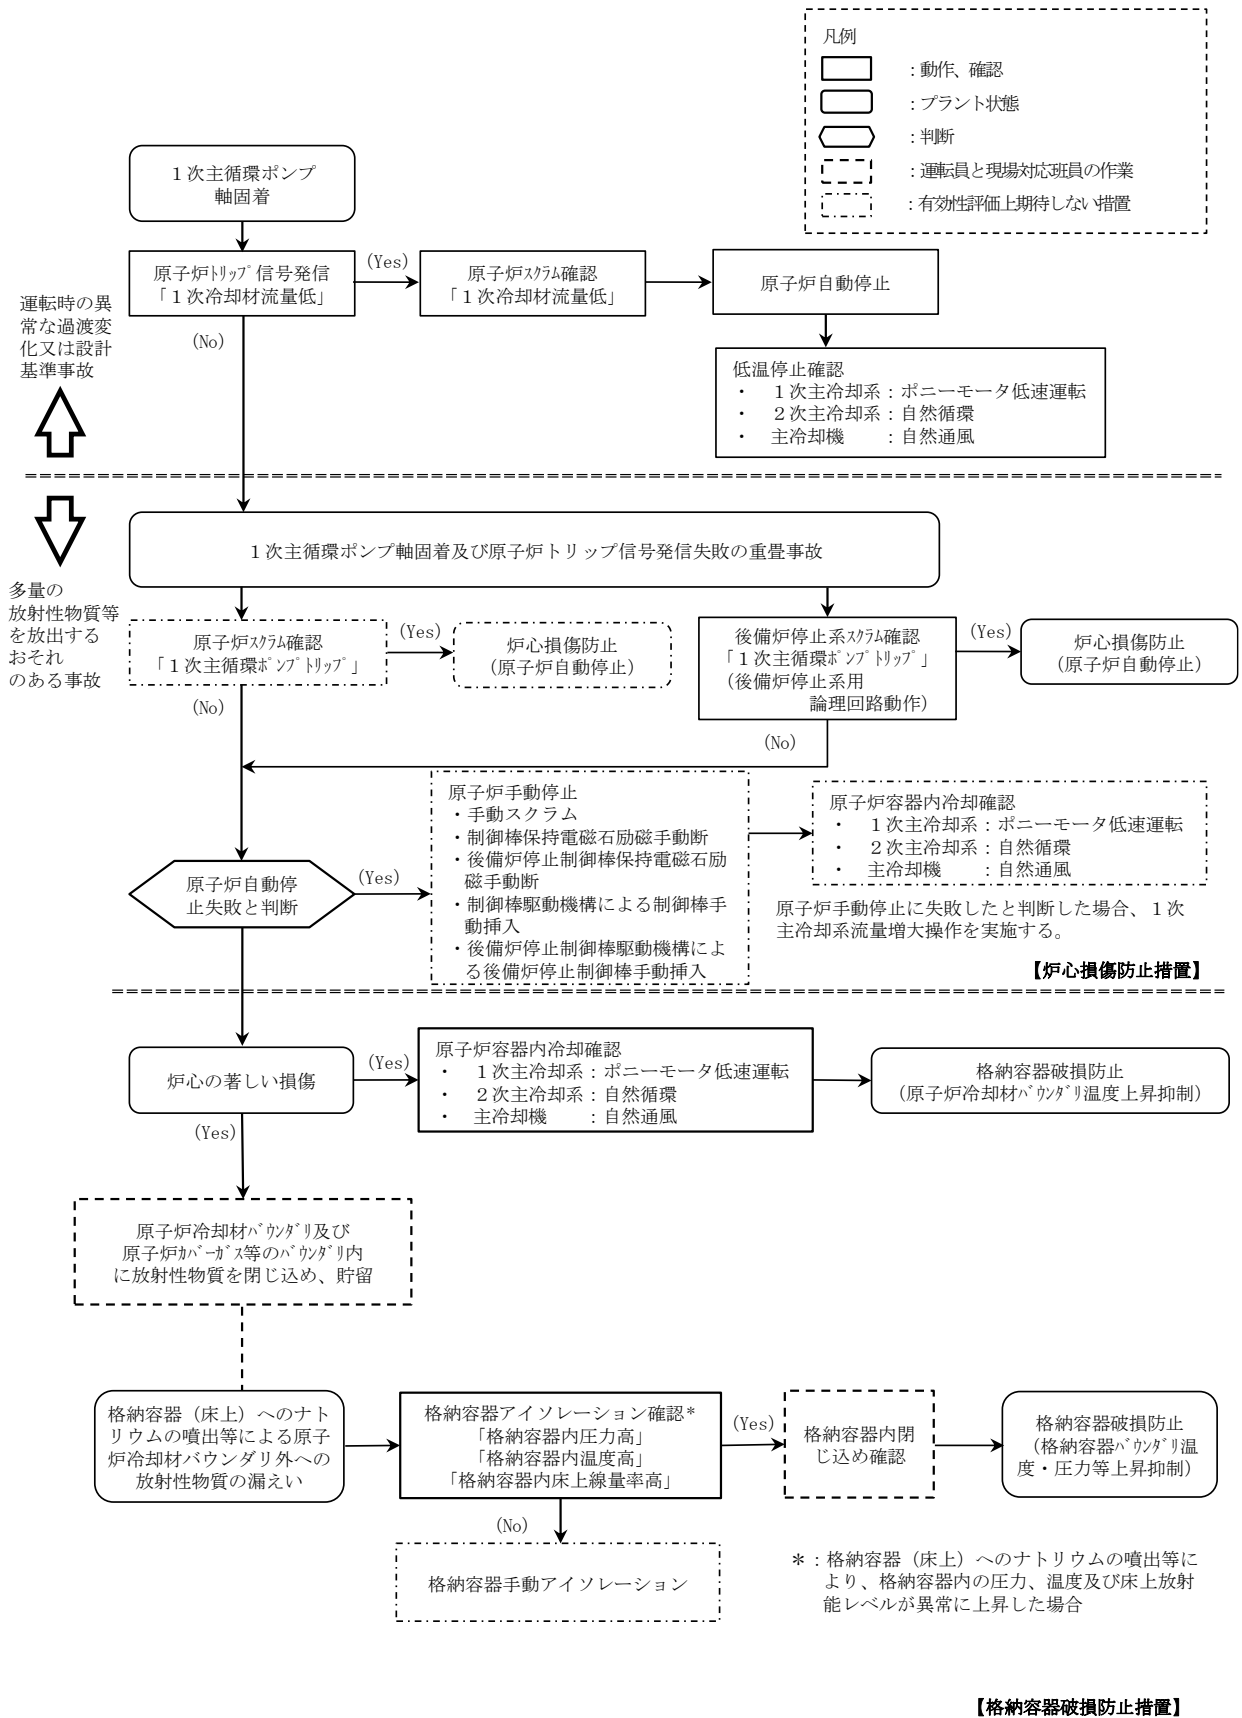 凡例
：動作、確認
：プラント状態
：判断
：運転員と現場対応班員の作業
：有効性評価上期待しない措置
１次主循環ポンプ
軸固着
原子炉ﾄﾘｯﾌﾟ信号発信
「１次冷却材流量低」
(Yes)
原子炉ｽｸﾗﾑ確認
「１次冷却材流量低」
原子炉自動停止
(No)
運転時の異
常な過渡変
化又は設計
基準事故
低温停止確認
・　１次主冷却系：ポニーモータ低速運転
・　２次主冷却系：自然循環
・　主冷却機　　：自然通風
１次主循環ポンプ軸固着及び原子炉トリップ信号発信失敗の重畳事故
多量の
放射性物質等
を放出する
おそれ
のある事故
原子炉ｽｸﾗﾑ確認
「１次主循環ﾎﾟﾝﾌﾟﾄﾘｯﾌﾟ」
(Yes)
炉心損傷防止
（原子炉自動停止）
後備炉停止系ｽｸﾗﾑ確認
「１次主循環ﾎﾟﾝﾌﾟﾄﾘｯﾌﾟ」
（後備炉停止系用
論理回路動作）
(Yes)
炉心損傷防止
（原子炉自動停止）
(No)
(No)
原子炉自動停
止失敗と判断
(Yes)
原子炉手動停止
・手動スクラム
・制御棒保持電磁石励磁手動断
・後備炉停止制御棒保持電磁石励
磁手動断
・制御棒駆動機構による制御棒手
動挿入
・後備炉停止制御棒駆動機構によ
る後備炉停止制御棒手動挿入
原子炉容器内冷却確認
・　１次主冷却系：ポニーモータ低速運転
・　２次主冷却系：自然循環
・　主冷却機　　：自然通風
原子炉手動停止に失敗したと判断した場合、１次
主冷却系流量増大操作を実施する。
【炉心損傷防止措置】
炉心の著しい損傷
(Yes)
原子炉容器内冷却確認
・　１次主冷却系：ポニーモータ低速運転
・　２次主冷却系：自然循環
・　主冷却機　　：自然通風
格納容器破損防止
（原子炉冷却材ﾊﾞｳﾝﾀﾞﾘ温度上昇抑制）
(Yes)
原子炉冷却材ﾊﾞｳﾝﾀﾞﾘ及び
原子炉ｶﾊﾞｰｶﾞｽ等のﾊﾞｳﾝﾀﾞﾘ内
に放射性物質を閉じ込め、貯留
格納容器（床上）へのナト
リウムの噴出等による原子
炉冷却材バウンダリ外への
放射性物質の漏えい
格納容器アイソレーション確認＊
「格納容器内圧力高」
「格納容器内温度高」
「格納容器内床上線量率高」
(Yes)
格納容器内閉
じ込め確認
格納容器破損防止
（格納容器ﾊﾞｳﾝﾀﾞﾘ温
度・圧力等上昇抑制）
(No)
格納容器手動アイソレーション
＊：格納容器（床上）へのナトリウムの噴出等に
より、格納容器内の圧力、温度及び床上放射
能レベルが異常に上昇した場合
【格納容器破損防止措置】